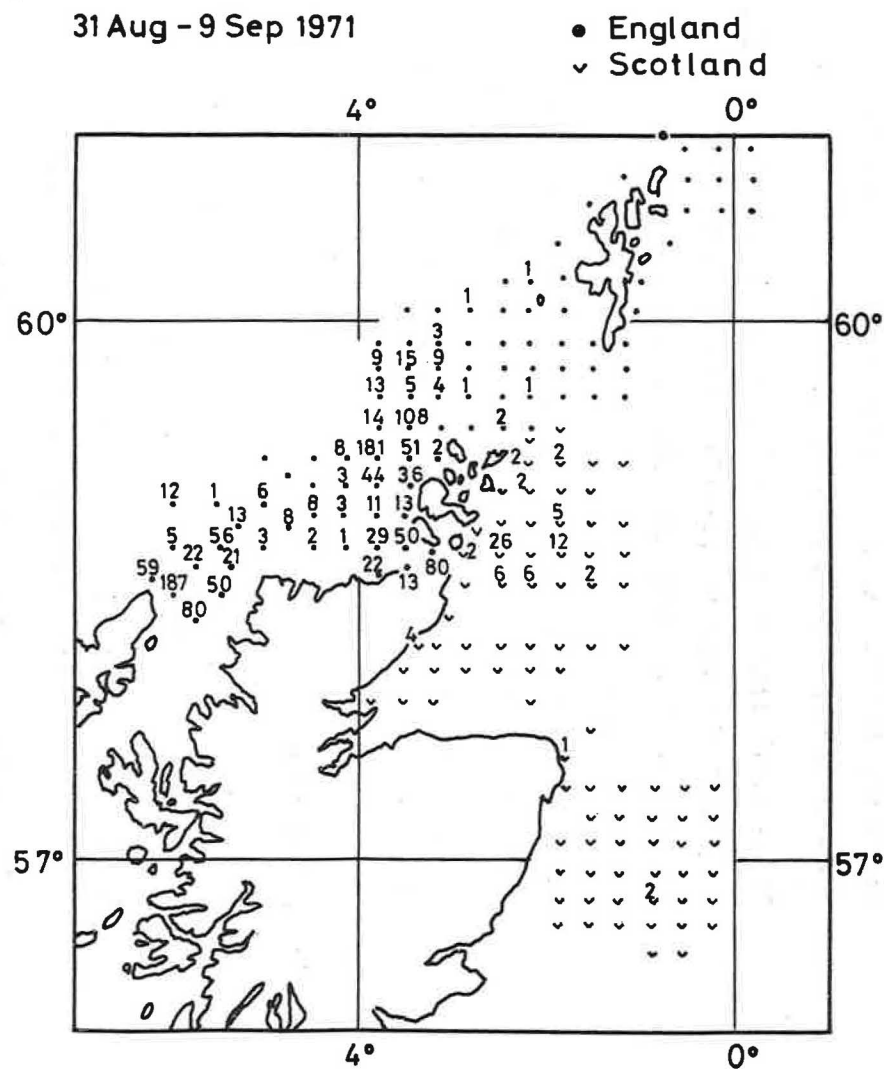 31 Aug – 9 Sep 1971
• England
⌄ Scotland
4° 0°
1
1
60° 60°
3
9 15 9
13 5 4 1 1
14 108 2
8 181 51 2 2 2
3 44 36 2
12 1 6 8 3 11 13
13 8 5
5 56 3 2 1 29 50 2 26 12
22 21
59 187 50 22 13 80 6 6 2
80
4
1
57° 57°
2
4° 0°